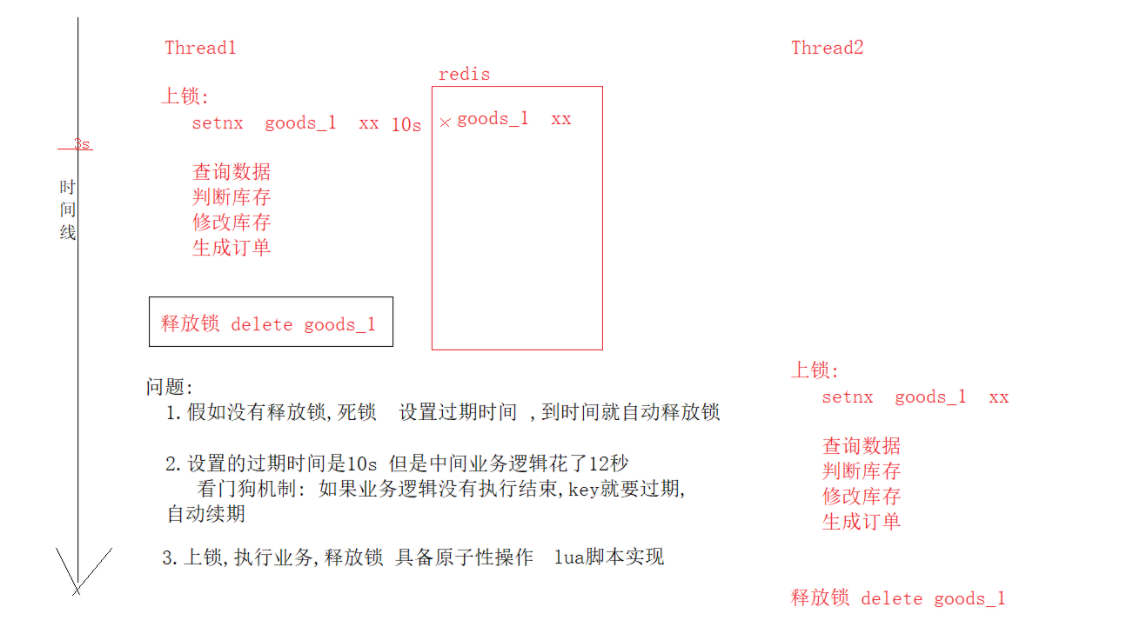 Thread1
redis
上锁:
setnx goods_1 xx 10s
goods_1 xx
3s
时
间
线
查询数据
判断库存
修改库存
生成订单
释放锁 delete goods_1
问题:
1.假如没有释放锁,死锁 设置过期时间 ,到时间就自动释放锁
2.设置的过期时间是10s 但是中间业务逻辑花了12秒
看门狗机制: 如果业务逻辑没有执行结束,key就要过期,
自动续期
3.上锁,执行业务,释放锁 具备原子性操作 lua脚本实现
Thread2
上锁:
setnx goods_1 xx
查询数据
判断库存
修改库存
生成订单
释放锁 delete goods_1